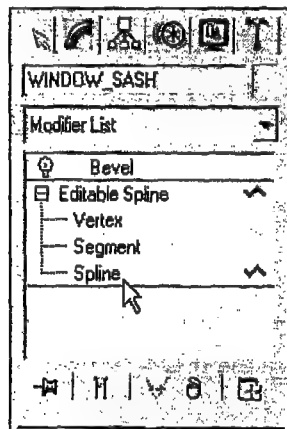 WINDOW_SASH
Modifier List
Bevel
Editable Spline
Vertex
Segment
Spline